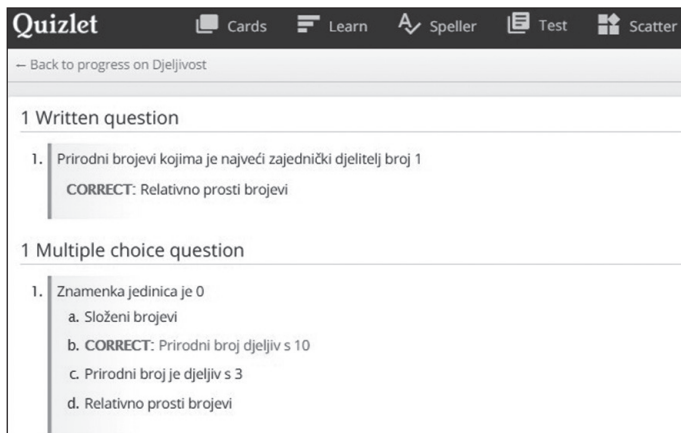 Quizlet Cards Learn Speller Test Scatter
← Back to progress on Djeljivost
1 Written question
1. Prirodni brojevi kojima je najveći zajednički djelitelj broj 1
CORRECT: Relativno prosti brojevi
1 Multiple choice question
1. Znamenka jedinica je 0
a. Složeni brojevi
b. CORRECT: Prirodni broj djeljiv s 10
c. Prirodni broj je djeljiv s 3
d. Relativno prosti brojevi